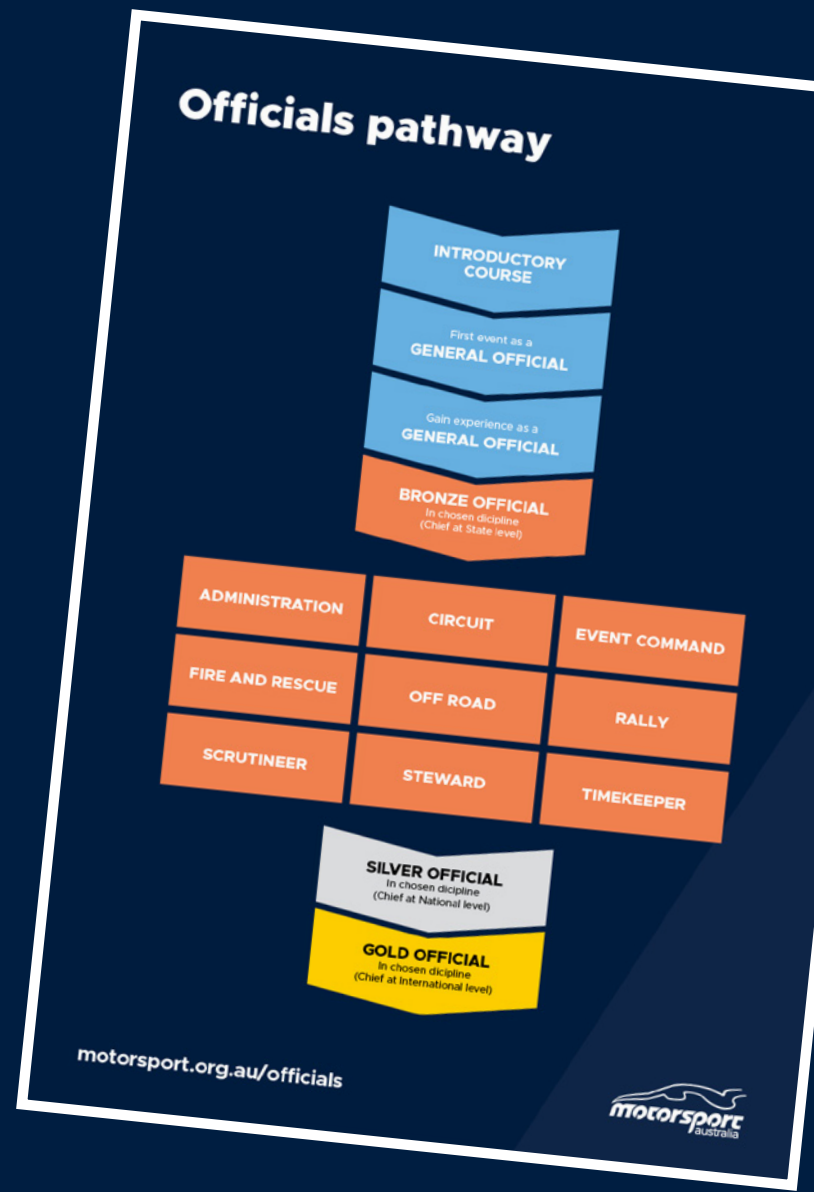 Officials pathway
INTRODUCTORY
COURSE
First event as a
GENERAL OFFICIAL
Gain experience as a
GENERAL OFFICIAL
BRONZE OFFICIAL
In chosen dicipline
(Chief at State level)
ADMINISTRATION
CIRCUIT
EVENT COMMAND
FIRE AND RESCUE
OFF ROAD
RALLY
SCRUTINEER
STEWARD
TIMEKEEPER
SILVER OFFICIAL
In chosen dicipline
(Chief at National level)
GOLD OFFICIAL
In chosen dicipline
(Chief at International level)
motorsport.org.au/officials
motorsport
australia